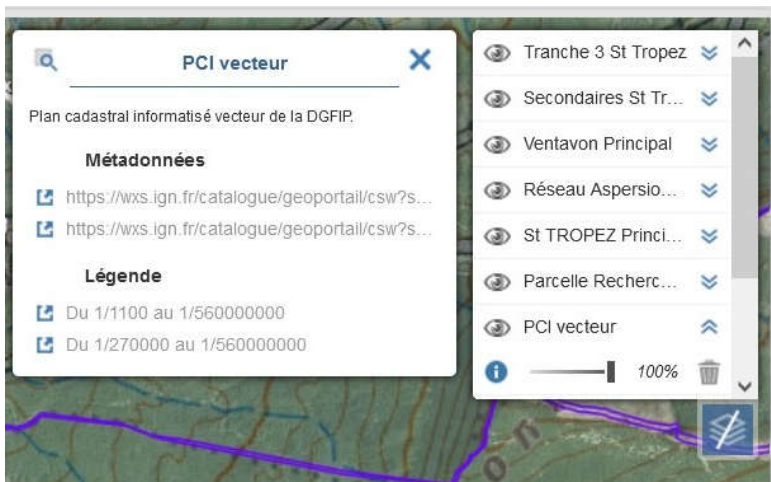 PCI vecteur
Plan cadastral informatisé vecteur de la DGFIP.
Métadonnées
https://wxs.ign.fr/catalogue/geoportail/csw?s...
https://wxs.ign.fr/catalogue/geoportail/csw?s...
Légende
Du 1/1100 au 1/560000000
Du 1/270000 au 1/560000000
Tranche 3 St Tropez
Secondaires St Tr...
Ventavon Principal
Réseau Aspersio...
St TROPEZ Princi...
Parcelle Recherc...
PCI vecteur
100%
on